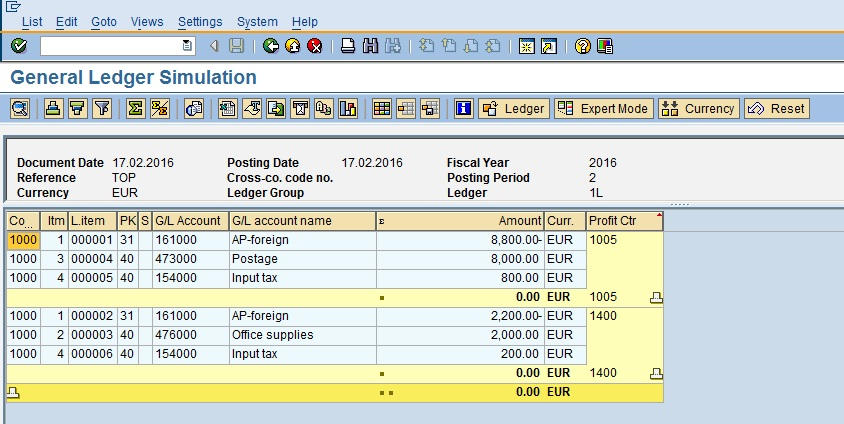 List Edit Goto Views Settings System Help
General Ledger Simulation
Ledger Expert Mode Currency Reset
Document Date 17.02.2016 Posting Date 17.02.2016 Fiscal Year 2016
Reference TOP Cross-co. code no. Posting Period 2
Currency EUR Ledger Group Ledger 1L
Co... Itm L.item PK S G/L Account G/L account name Σ Amount Curr. Profit Ctr
1000 1 000001 31 161000 AP-foreign 8,800.00- EUR 1005
1000 3 000004 40 473000 Postage 8,000.00 EUR
1000 4 000005 40 154000 Input tax 800.00 EUR
0.00 EUR 1005
1000 1 000002 31 161000 AP-foreign 2,200.00- EUR 1400
1000 2 000003 40 476000 Office supplies 2,000.00 EUR
1000 4 000006 40 154000 Input tax 200.00 EUR
0.00 EUR 1400
0.00 EUR